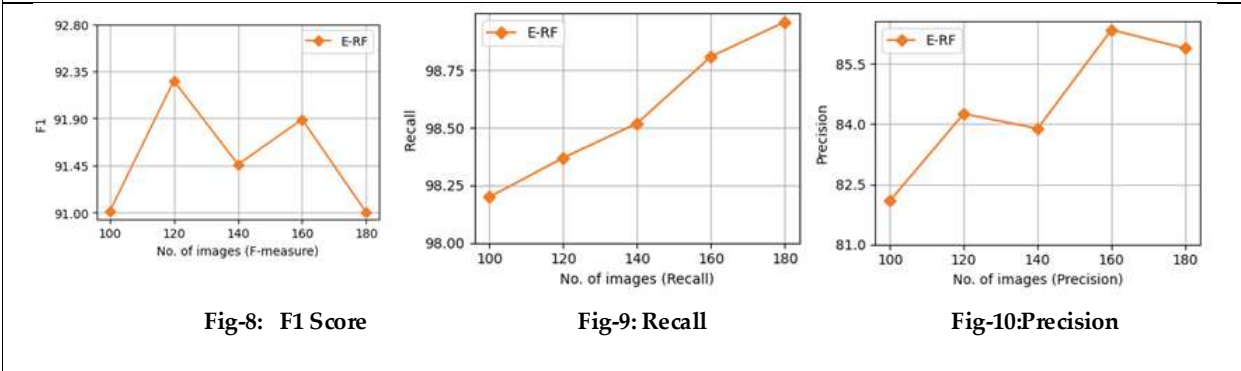 92.80
92.35
91.90
91.45
91.00
F1
E-RF
100 120 140 160 180
No. of images (F-measure)
98.75
98.50
98.25
98.00
Recall
E-RF
100 120 140 160 180
No. of images (Recall)
85.5
84.0
82.5
81.0
Precision
E-RF
100 120 140 160 180
No. of images (Precision)
Fig-8: F1 Score
Fig-9: Recall
Fig-10:Precision